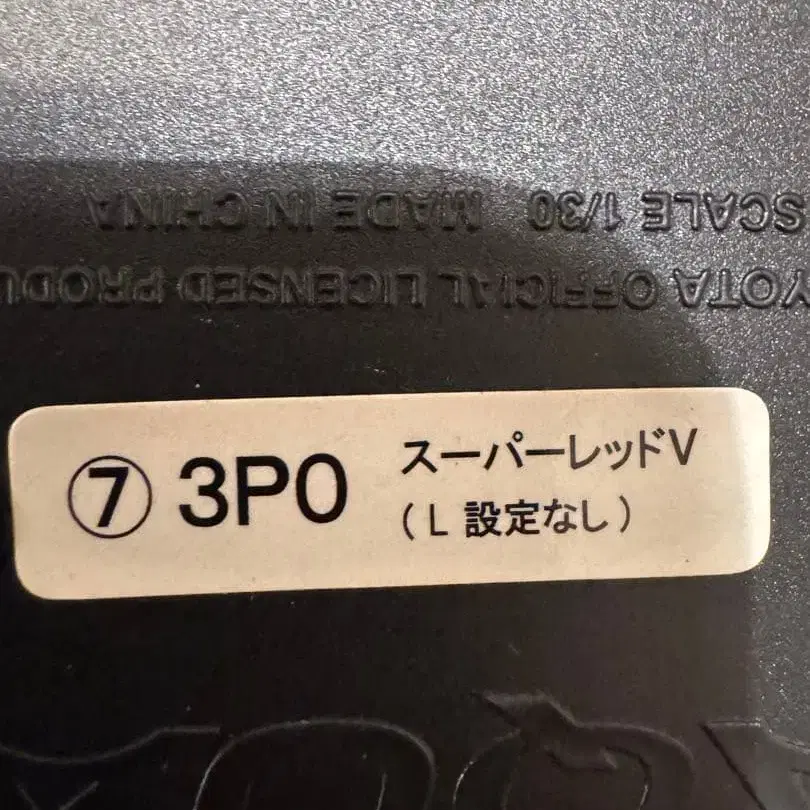 SCALE 1/30 MADE IN CHINA
YOTA OFFICIAL LICENSED PRODU
⑦ 3P0 スーパーレッドV
(L 設定なし)